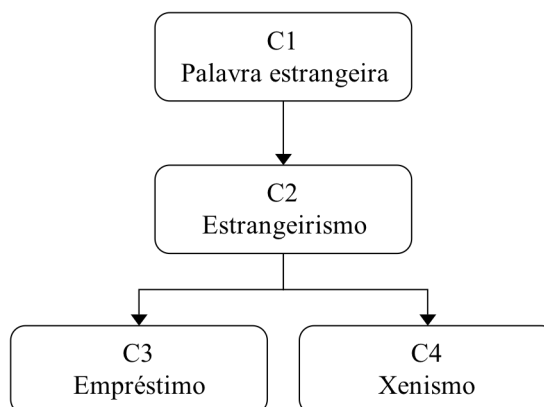 C1
Palavra estrangeira
C2
Estrangeirismo
C3
Empréstimo
C4
Xenismo